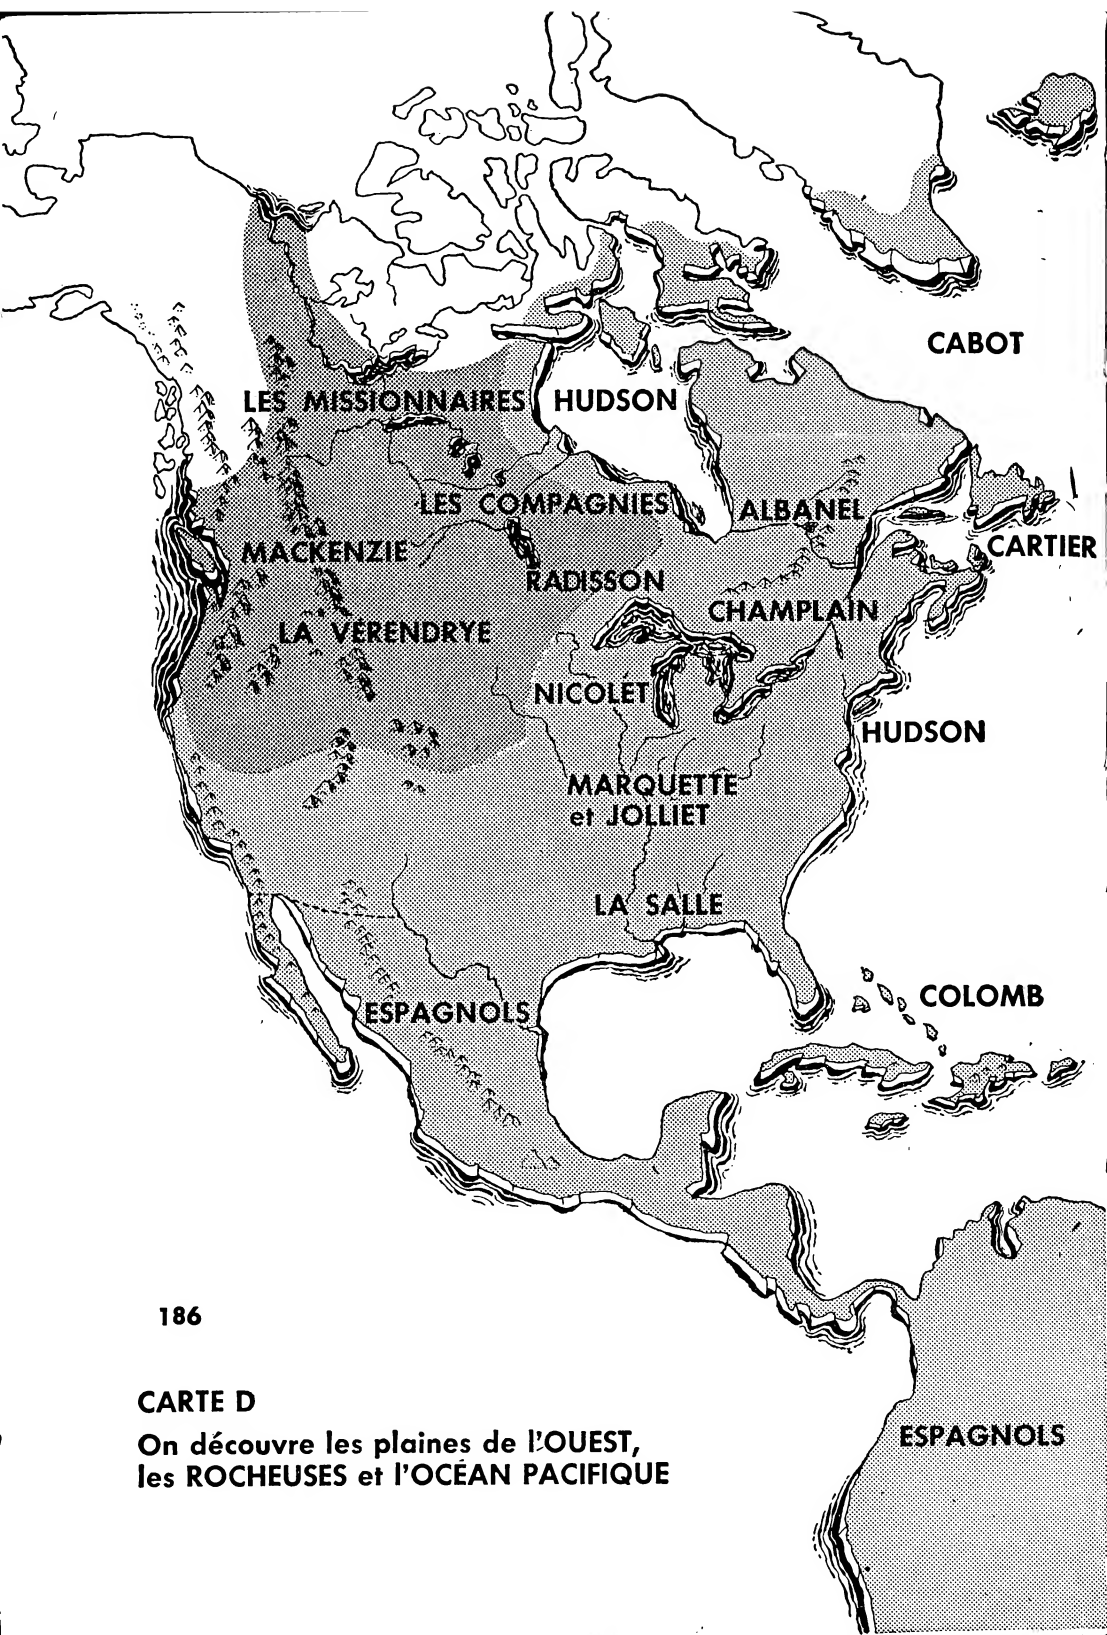 CABOT
LES MISSIONNAIRES
HUDSON
LES COMPAGNIES
ALBANEL
MACKENZIE
CARTIER
RADISSON
CHAMPLAIN
LA VÉRENDRYE
NICOLET
HUDSON
MARQUETTE
et JOLLIET
LA SALLE
COLOMB
ESPAGNOLS
186
CARTE D
On découvre les plaines de l'OUEST,
les ROCHEUSES et l'OCÉAN PACIFIQUE
ESPAGNOLS